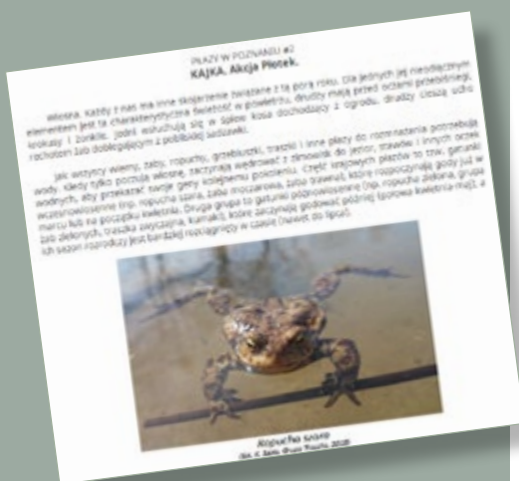 PŁAZY W POZNANIU #2
KAJKA. Akcja Płotek.
Wiosna. Każdy z nas ma inne skojarzenie związane z tą porą roku. Dla jednych jej nieodłącznym
elementem jest ta charakterystyczna świeżość w powietrzu, drudzy mają przed oczami przebiśniegi,
krokusy i żonkile. Jedni wsłuchują się w śpiew kosa dochodzący z ogrodu, drudzy cieszą ucho
rechotem żab dobiegającym z pobliskiej sadzawki.
Jak wszyscy wiemy, żaby, ropuchy, grzebiuszki, traszki i inne płazy do rozmnażania potrzebują
wody. Kiedy tylko poczują wiosnę, zaczynają wędrować z zimowisk do jezior, stawów i innych oczek
wodnych, aby przekazać swoje geny kolejnemu pokoleniu. Część krajowych płazów to tzw. gatunki
wczesnowiosenne (np. ropucha szara, żaba moczarowa, żaba trawna), które rozpoczynają gody już w
marcu lub na początku kwietnia. Druga grupa to gatunki późnowiosenne (np. ropucha zielona, grupa
żab zielonych, traszka zwyczajna, kumaki), które zaczynają godować później (połowa kwietnia-maj), a
ich sezon rozrodczy jest bardziej rozciągnięty w czasie (nawet do lipca).
Ropucha szara